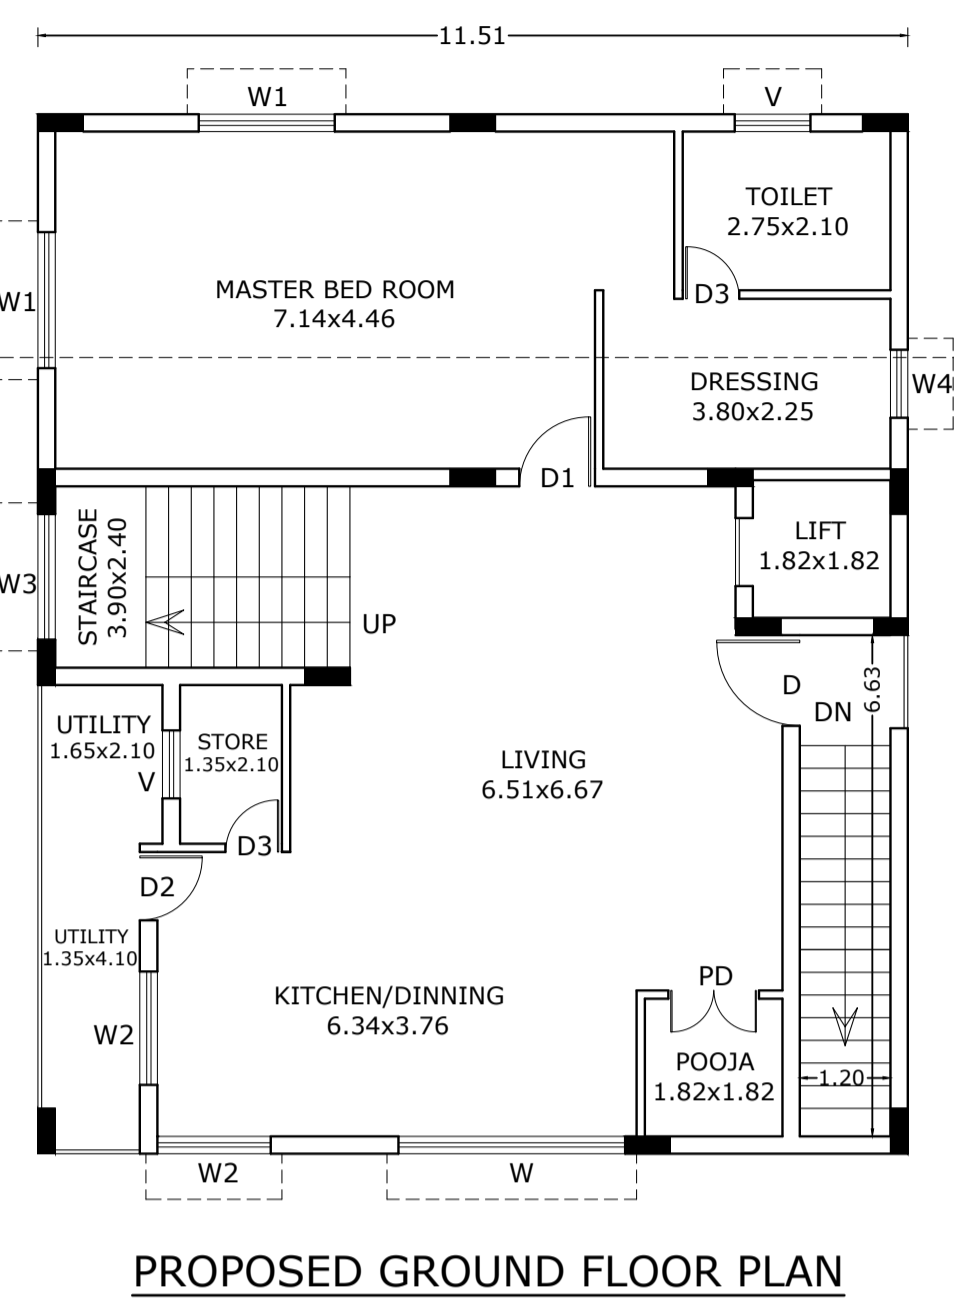 11.51
W1
V
TOILET
2.75x2.10
MASTER BED ROOM
7.14x4.46
W1
D3
DRESSING
3.80x2.25
W4
D1
STAIRCASE
3.90x2.40
LIFT
1.82x1.82
W3
UP
D
DN
6.63
UTILITY
1.65x2.10
STORE
1.35x2.10
V
LIVING
6.51x6.67
D3
D2
UTILITY
1.35x4.10
PD
KITCHEN/DINNING
6.34x3.76
W2
POOJA
1.82x1.82
1.20
W2
W
PROPOSED GROUND FLOOR PLAN